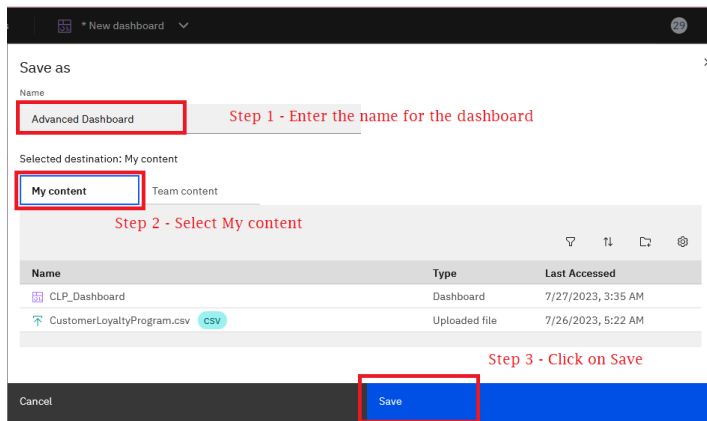 * New dashboard
29
Save as
Name
Advanced Dashboard
Step 1 - Enter the name for the dashboard
Selected destination: My content
My content
Team content
Step 2 - Select My content
Name Type Last Accessed
CLP_Dashboard Dashboard 7/27/2023, 3:35 AM
CustomerLoyaltyProgram.csv csv Uploaded file 7/26/2023, 5:22 AM
Step 3 - Click on Save
Cancel
Save